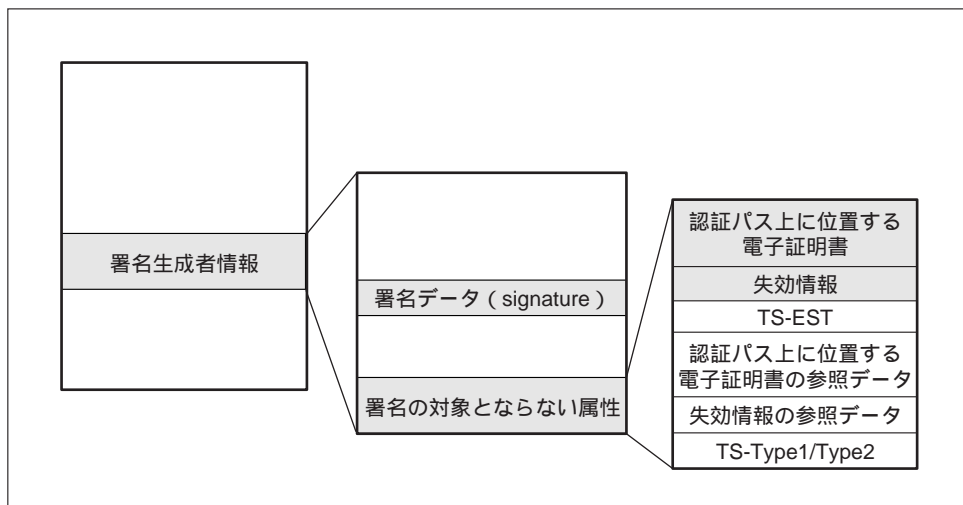 署名生成者情報
署名データ（signature）
署名の対象とならない属性
認証パス上に位置する
電子証明書
失効情報
TS-EST
認証パス上に位置する
電子証明書の参照データ
失効情報の参照データ
TS-Type1/Type2